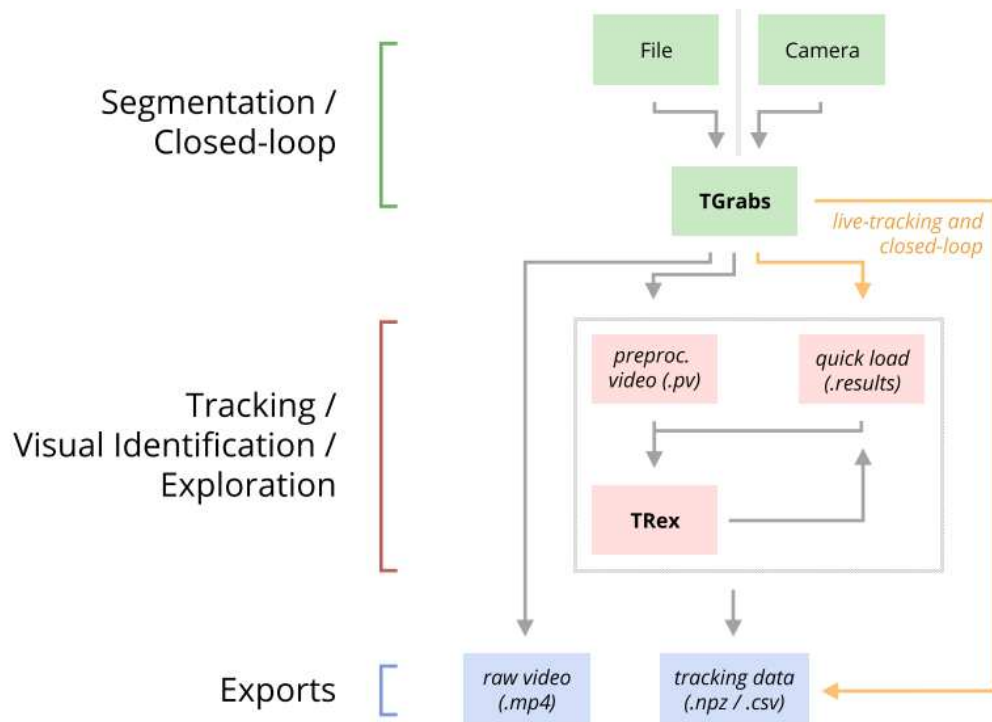 File
Camera
Segmentation /
Closed-loop
TGrabs
live-tracking and
closed-loop
preproc.
video (.pv)
quick load
(.results)
Tracking /
Visual Identification /
Exploration
TRex
Exports
raw video
(.mp4)
tracking data
(.npz / .csv)